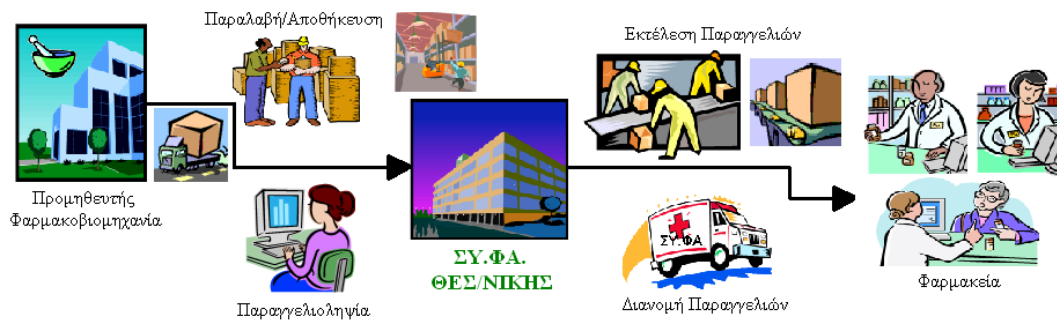 Παραλαβή/Αποθήκευση
Εκτέλεση Παραγγελιών
Προμηθευτής
Φαρμακοβιομηχανία
ΣΥ.ΦΑ.
ΘΕΣ/ΝΙΚΗΣ
ΣΥ.ΦΑ
Παραγγελιοληψία
Διανομή Παραγγελιών
Φαρμακεία